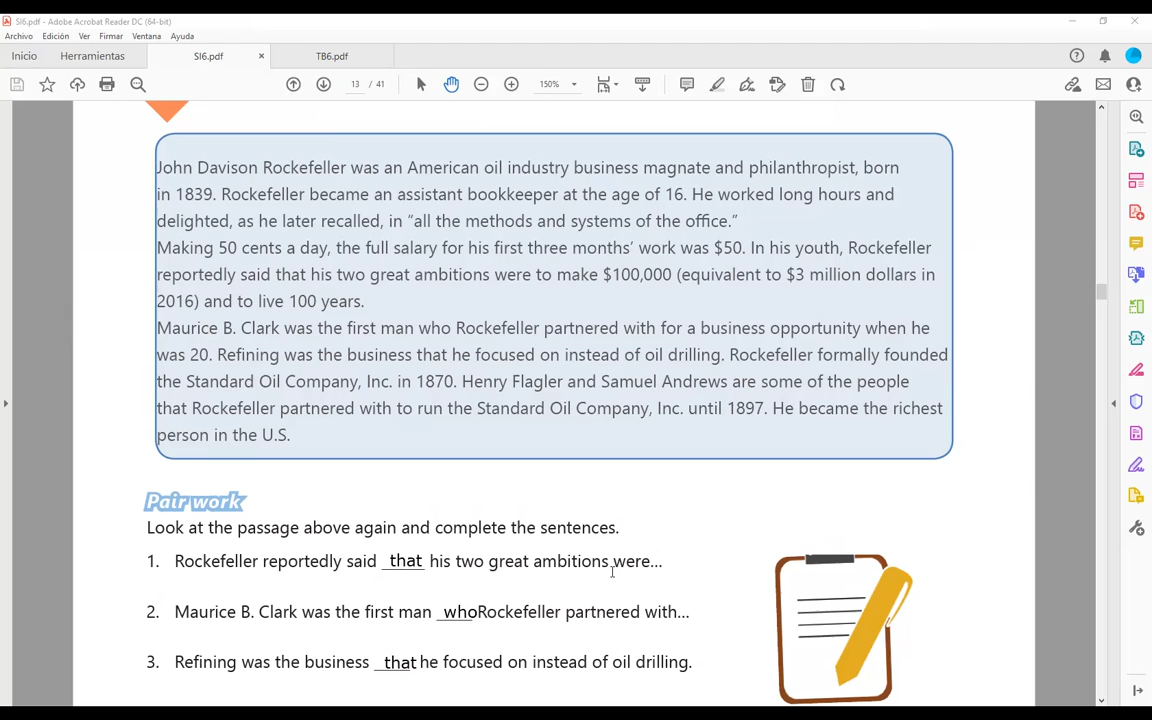 SI6.pdf - Adobe Acrobat Reader DC (64-bit)
Archivo Edición Ver Firmar Ventana Ayuda
Inicio Herramientas SI6.pdf × TB6.pdf
13 / 41 150%
John Davison Rockefeller was an American oil industry business magnate and philanthropist, born
in 1839. Rockefeller became an assistant bookkeeper at the age of 16. He worked long hours and
delighted, as he later recalled, in “all the methods and systems of the office.”
Making 50 cents a day, the full salary for his first three months’ work was $50. In his youth, Rockefeller
reportedly said that his two great ambitions were to make $100,000 (equivalent to $3 million dollars in
2016) and to live 100 years.
Maurice B. Clark was the first man who Rockefeller partnered with for a business opportunity when he
was 20. Refining was the business that he focused on instead of oil drilling. Rockefeller formally founded
the Standard Oil Company, Inc. in 1870. Henry Flagler and Samuel Andrews are some of the people
that Rockefeller partnered with to run the Standard Oil Company, Inc. until 1897. He became the richest
person in the U.S.
Pair work
Look at the passage above again and complete the sentences.
1. Rockefeller reportedly said that his two great ambitions were...
2. Maurice B. Clark was the first man who Rockefeller partnered with...
3. Refining was the business that he focused on instead of oil drilling.